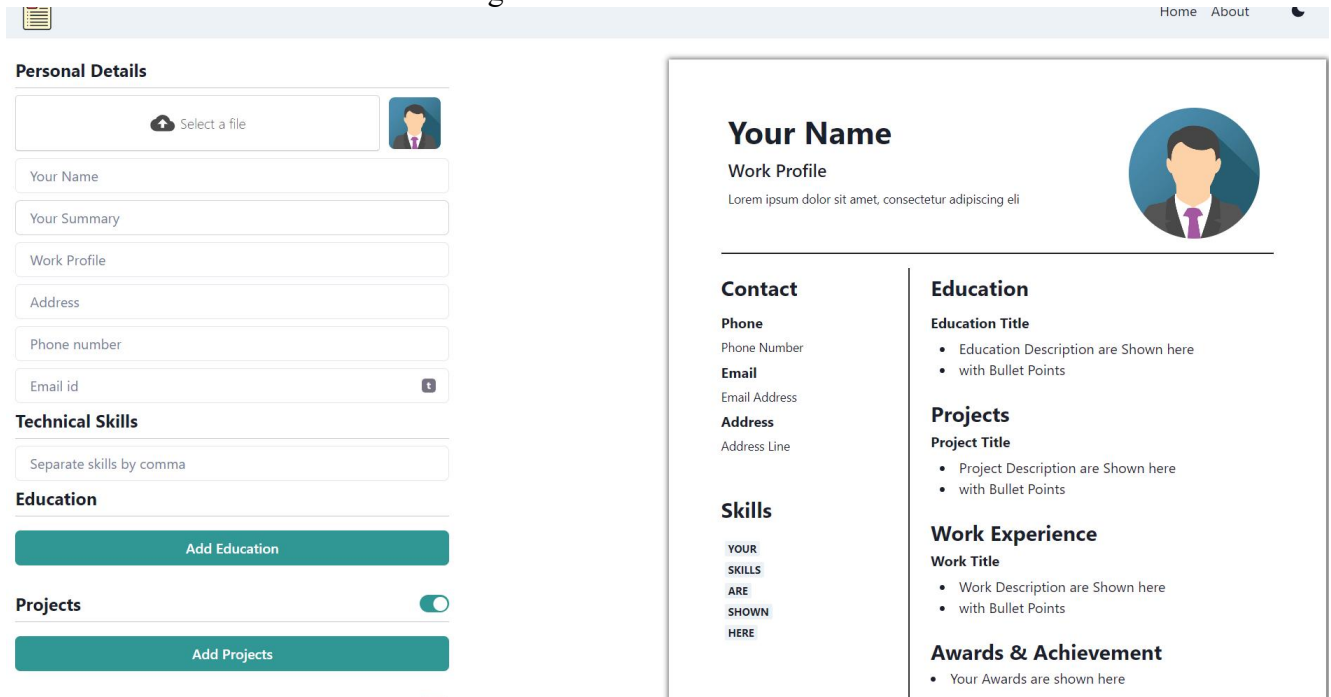 Home About
Personal Details
Select a file
Your Name
Your Summary
Work Profile
Address
Phone number
Email id
t
Technical Skills
Separate skills by comma
Education
Add Education
Projects
Add Projects
Your Name
Work Profile
Lorem ipsum dolor sit amet, consectetur adipiscing eli
Contact
Phone
Phone Number
Email
Email Address
Address
Address Line
Skills
YOUR
SKILLS
ARE
SHOWN
HERE
Education
Education Title
• Education Description are Shown here
• with Bullet Points
Projects
Project Title
• Project Description are Shown here
• with Bullet Points
Work Experience
Work Title
• Work Description are Shown here
• with Bullet Points
Awards & Achievement
• Your Awards are shown here